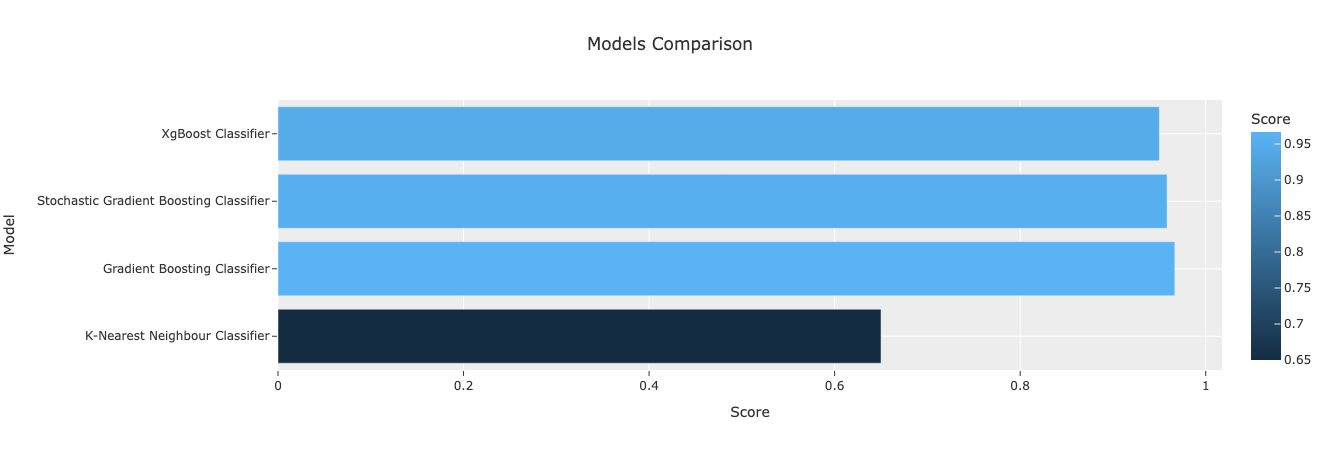 Models Comparison
Model
XgBoost Classifier
Stochastic Gradient Boosting Classifier
Gradient Boosting Classifier
K-Nearest Neighbour Classifier
0 0.2 0.4 0.6 0.8 1
Score
Score
0.95
0.9
0.85
0.8
0.75
0.7
0.65